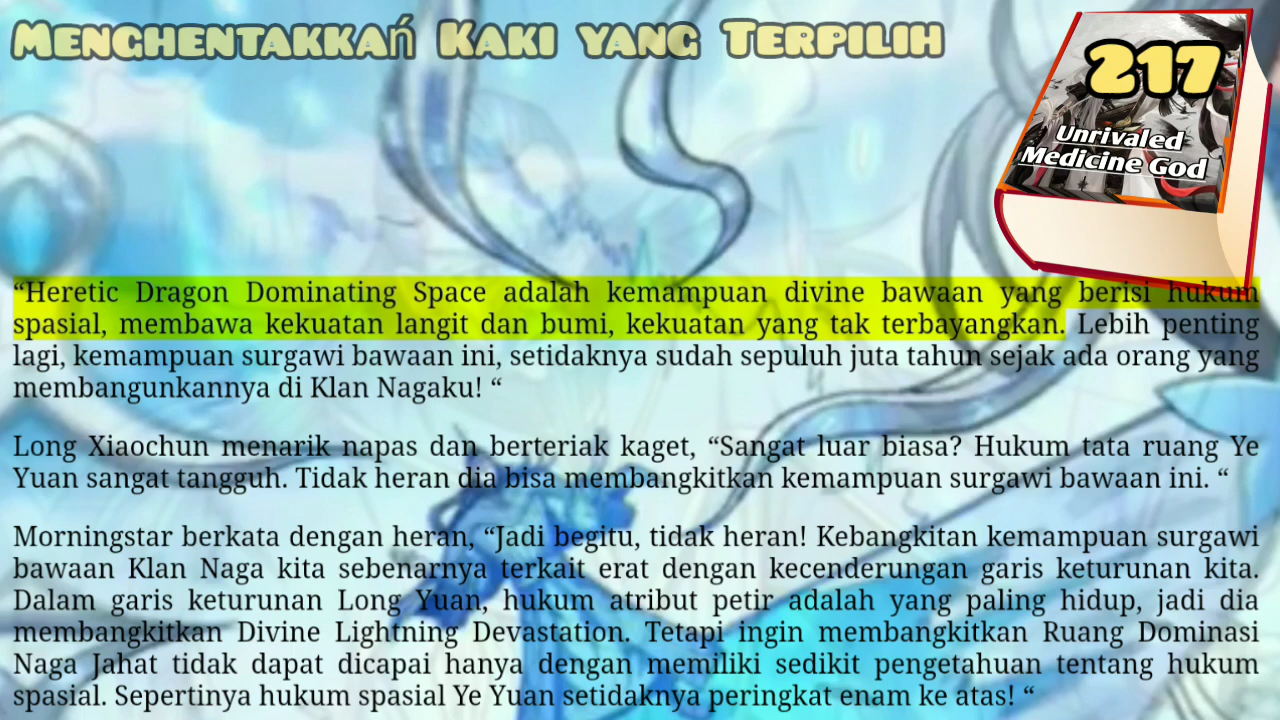 Menghentakkań Kaki yang Terpilih
217
Unrivaled
Medicine God
“Heretic Dragon Dominating Space adalah kemampuan divine bawaan yang berisi hukum
spasial, membawa kekuatan langit dan bumi, kekuatan yang tak terbayangkan. Lebih penting
lagi, kemampuan surgawi bawaan ini, setidaknya sudah sepuluh juta tahun sejak ada orang yang
membangunkannya di Klan Nagaku! “
Long Xiaochun menarik napas dan berteriak kaget, “Sangat luar biasa? Hukum tata ruang Ye
Yuan sangat tangguh. Tidak heran dia bisa membangkitkan kemampuan surgawi bawaan ini. “
Morningstar berkata dengan heran, “Jadi begitu, tidak heran! Kebangkitan kemampuan surgawi
bawaan Klan Naga kita sebenarnya terkait erat dengan kecenderungan garis keturunan kita.
Dalam garis keturunan Long Yuan, hukum atribut petir adalah yang paling hidup, jadi dia
membangkitkan Divine Lightning Devastation. Tetapi ingin membangkitkan Ruang Dominasi
Naga Jahat tidak dapat dicapai hanya dengan memiliki sedikit pengetahuan tentang hukum
spasial. Sepertinya hukum spasial Ye Yuan setidaknya peringkat enam ke atas! “